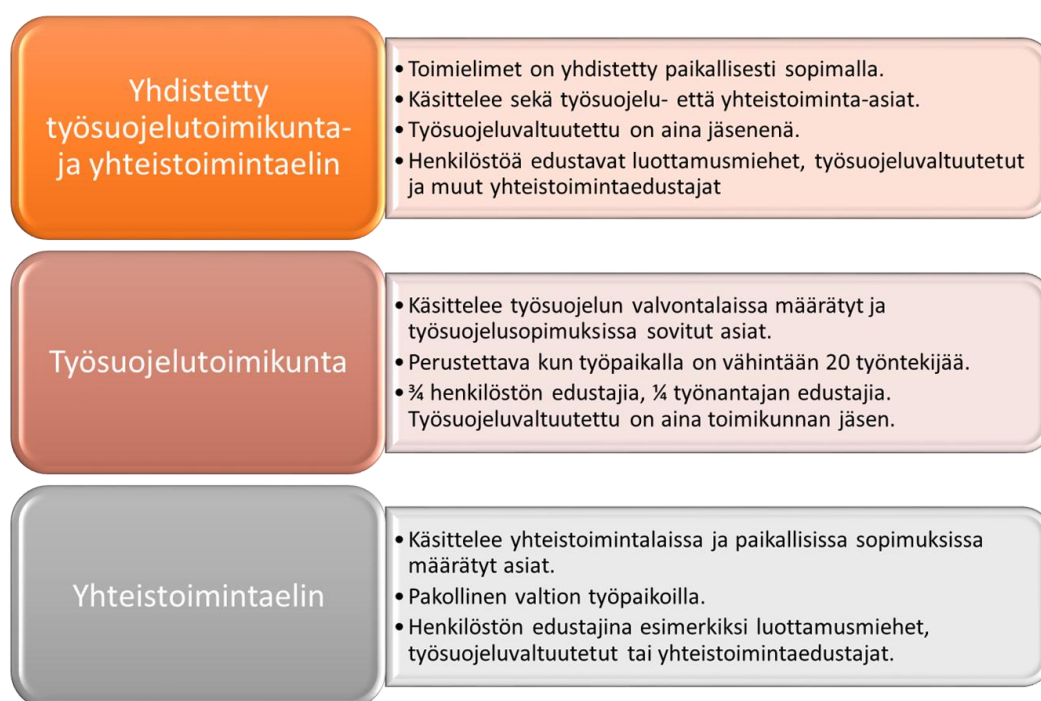 Yhdistetty
työsuojelutoimikunta-
ja yhteistoimintaelin
• Toimielimet on yhdistetty paikallisesti sopimalla.
• Käsittelee sekä työsuojelu- että yhteistoiminta-asiat.
• Työsuojeluvaltuutettu on aina jäsenenä.
• Henkilöstöä edustavat luottamusmiehet, työsuojeluvaltuutetut
ja muut yhteistoimintaedustajat
Työsuojelutoimikunta
• Käsittelee työsuojelun valvontalaissa määrätyt ja
työsuojelusopimuksissa sovitut asiat.
• Perustettava kun työpaikalla on vähintään 20 työntekijää.
• ¾ henkilöstön edustajia, ¼ työnantajan edustajia.
Työsuojeluvaltuutettu on aina toimikunnan jäsen.
Yhteistoimintaelin
• Käsittelee yhteistoimintalaissa ja paikallisissa sopimuksissa
määrätyt asiat.
• Pakollinen valtion työpaikoilla.
• Henkilöstön edustajina esimerkiksi luottamusmiehet,
työsuojeluvaltuutetut tai yhteistoimintaedustajat.